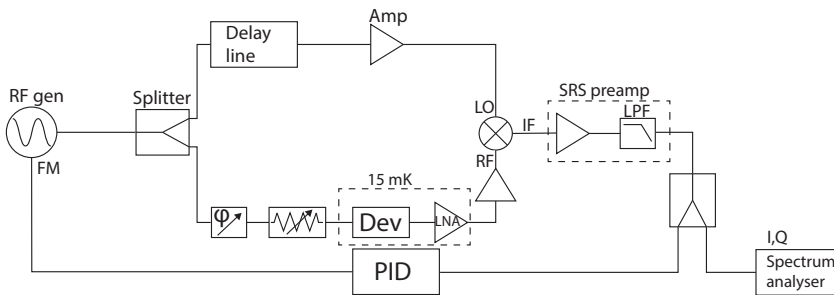 Amp
Delay
line
RF gen
Splitter
SRS preamp
LPF
LO
IF
RF
FM
15 mK
φ
Dev
LNA
I,Q
PID
Spectrum
analyser